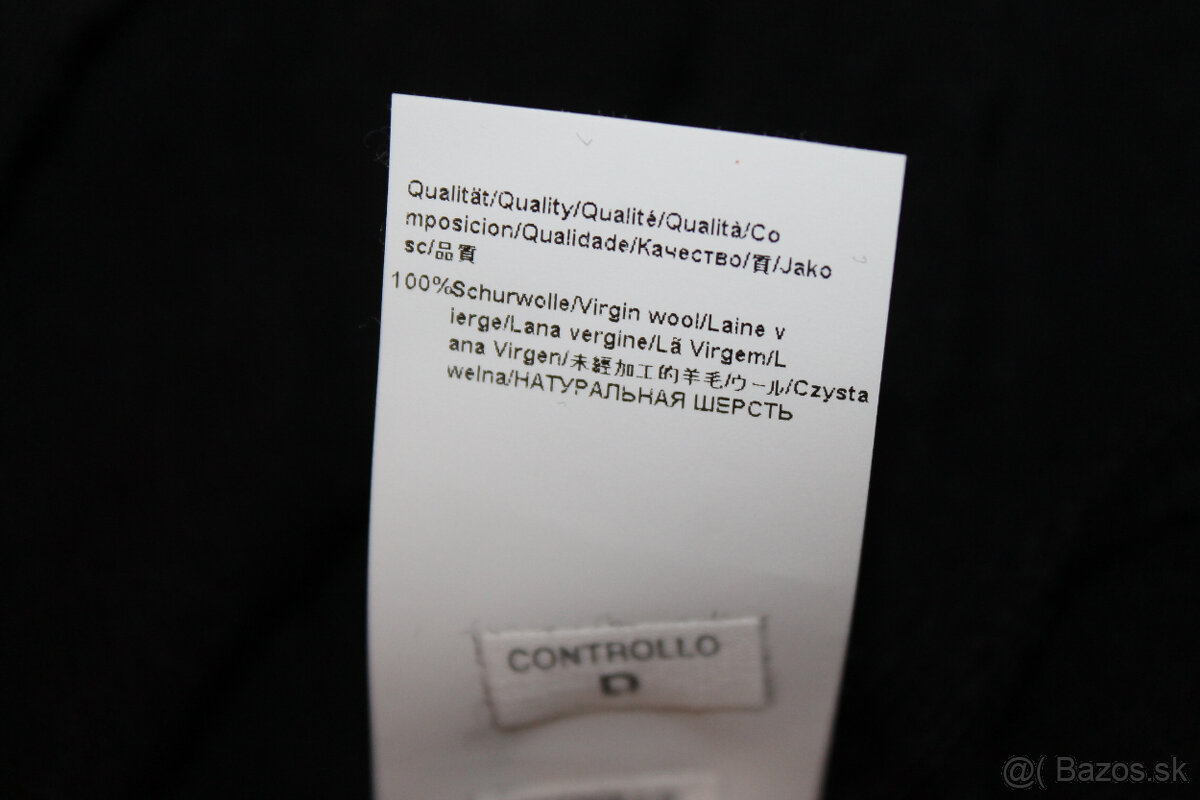 Qualität/Quality/Qualité/Qualità/Co
mposicion/Qualidade/Качество/質/Jako
sc/品質
100%Schurwolle/Virgin wool/Laine v
ierge/Lana vergine/Lã Virgem/L
ana Virgen/未經加工的羊毛/ウール/Czysta
welna/НАТУРАЛЬНАЯ ШЕРСТЬ
CONTROLLO
D
@( Bazos.sk